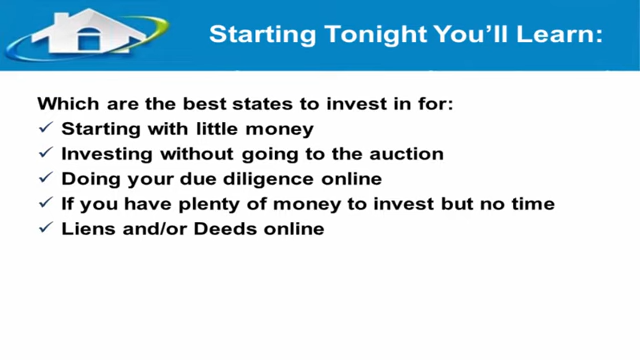 Starting Tonight You'll Learn:
Which are the best states to invest in for:
✓ Starting with little money
✓ Investing without going to the auction
✓ Doing your due diligence online
✓ If you have plenty of money to invest but no time
✓ Liens and/or Deeds online